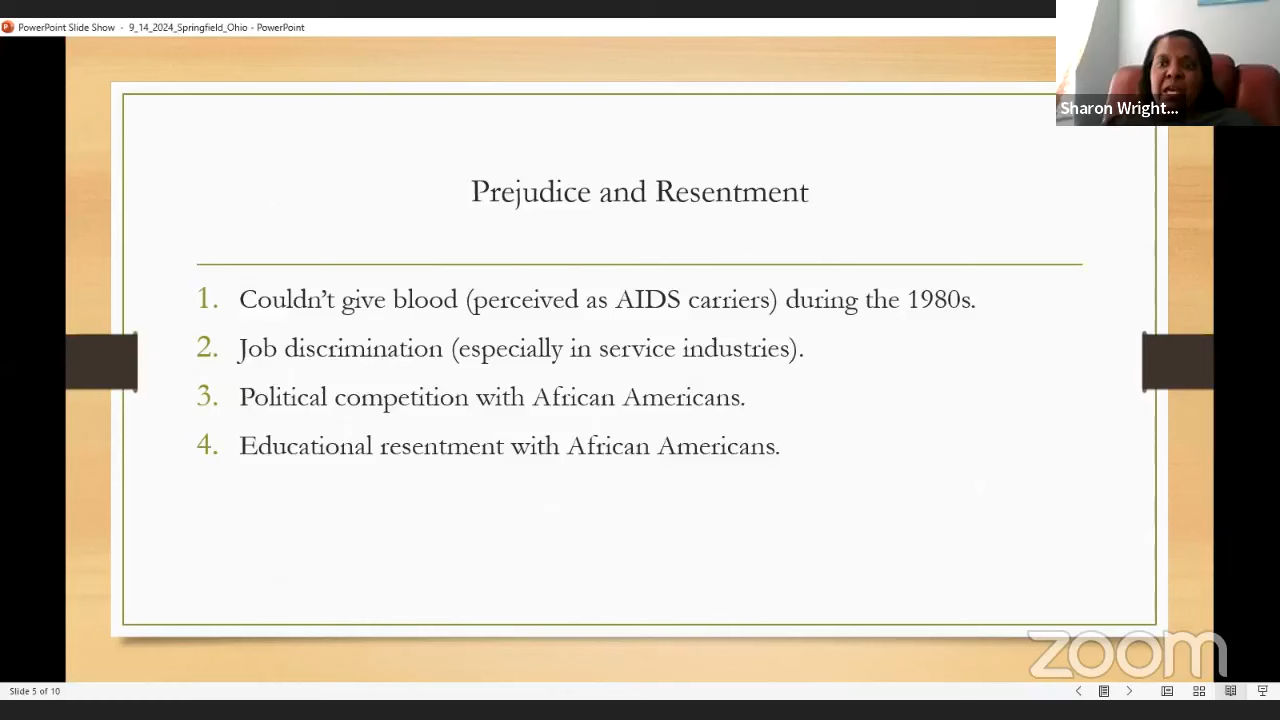 PowerPoint Slide Show - 9_14_2024_Springfield_Ohio - PowerPoint
Sharon Wright...
Prejudice and Resentment
1. Couldn’t give blood (perceived as AIDS carriers) during the 1980s.
2. Job discrimination (especially in service industries).
3. Political competition with African Americans.
4. Educational resentment with African Americans.
zoom
Slide 5 of 10